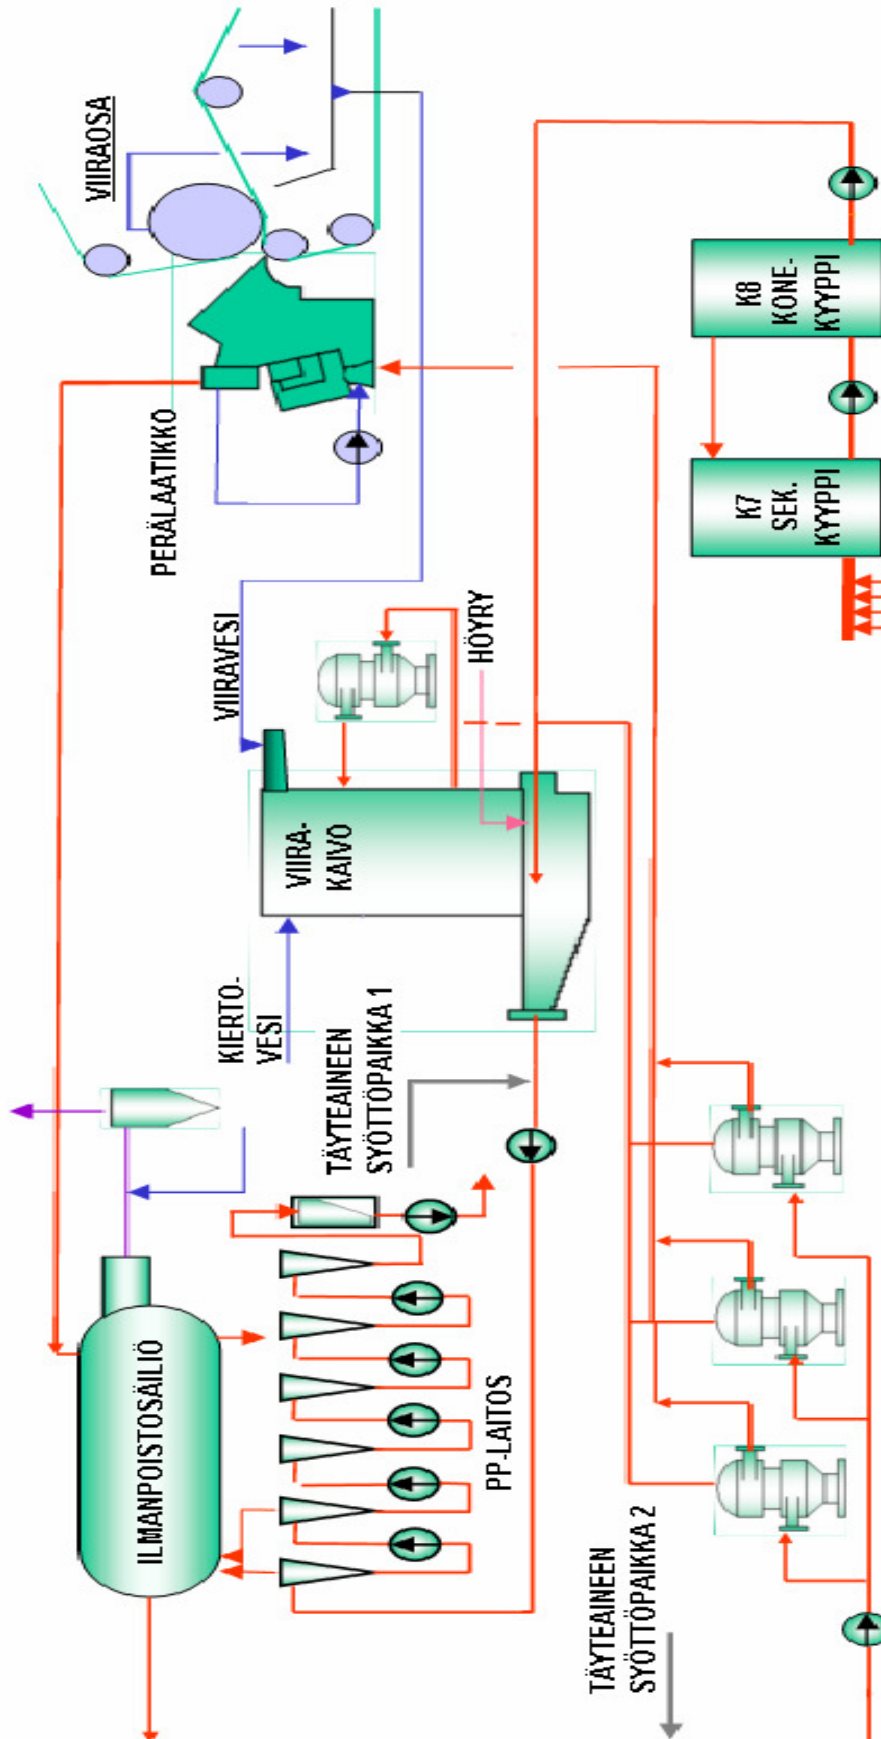 VIIRAOSA
PERÄLAATIKKO
K8
KONE-
KYYPPI
K7
SEK.
KYYPPI
VIIRAVESI
HÖYRY
VIIRA-
KAIVO
KIERTO-
VESI
TÄYTEAINEEN
SYÖTTÖPAIKKA 1
ILMANPOISTOSÄILIÖ
PP-LAITOS
TÄYTEAINEEN
SYÖTTÖPAIKKA 2